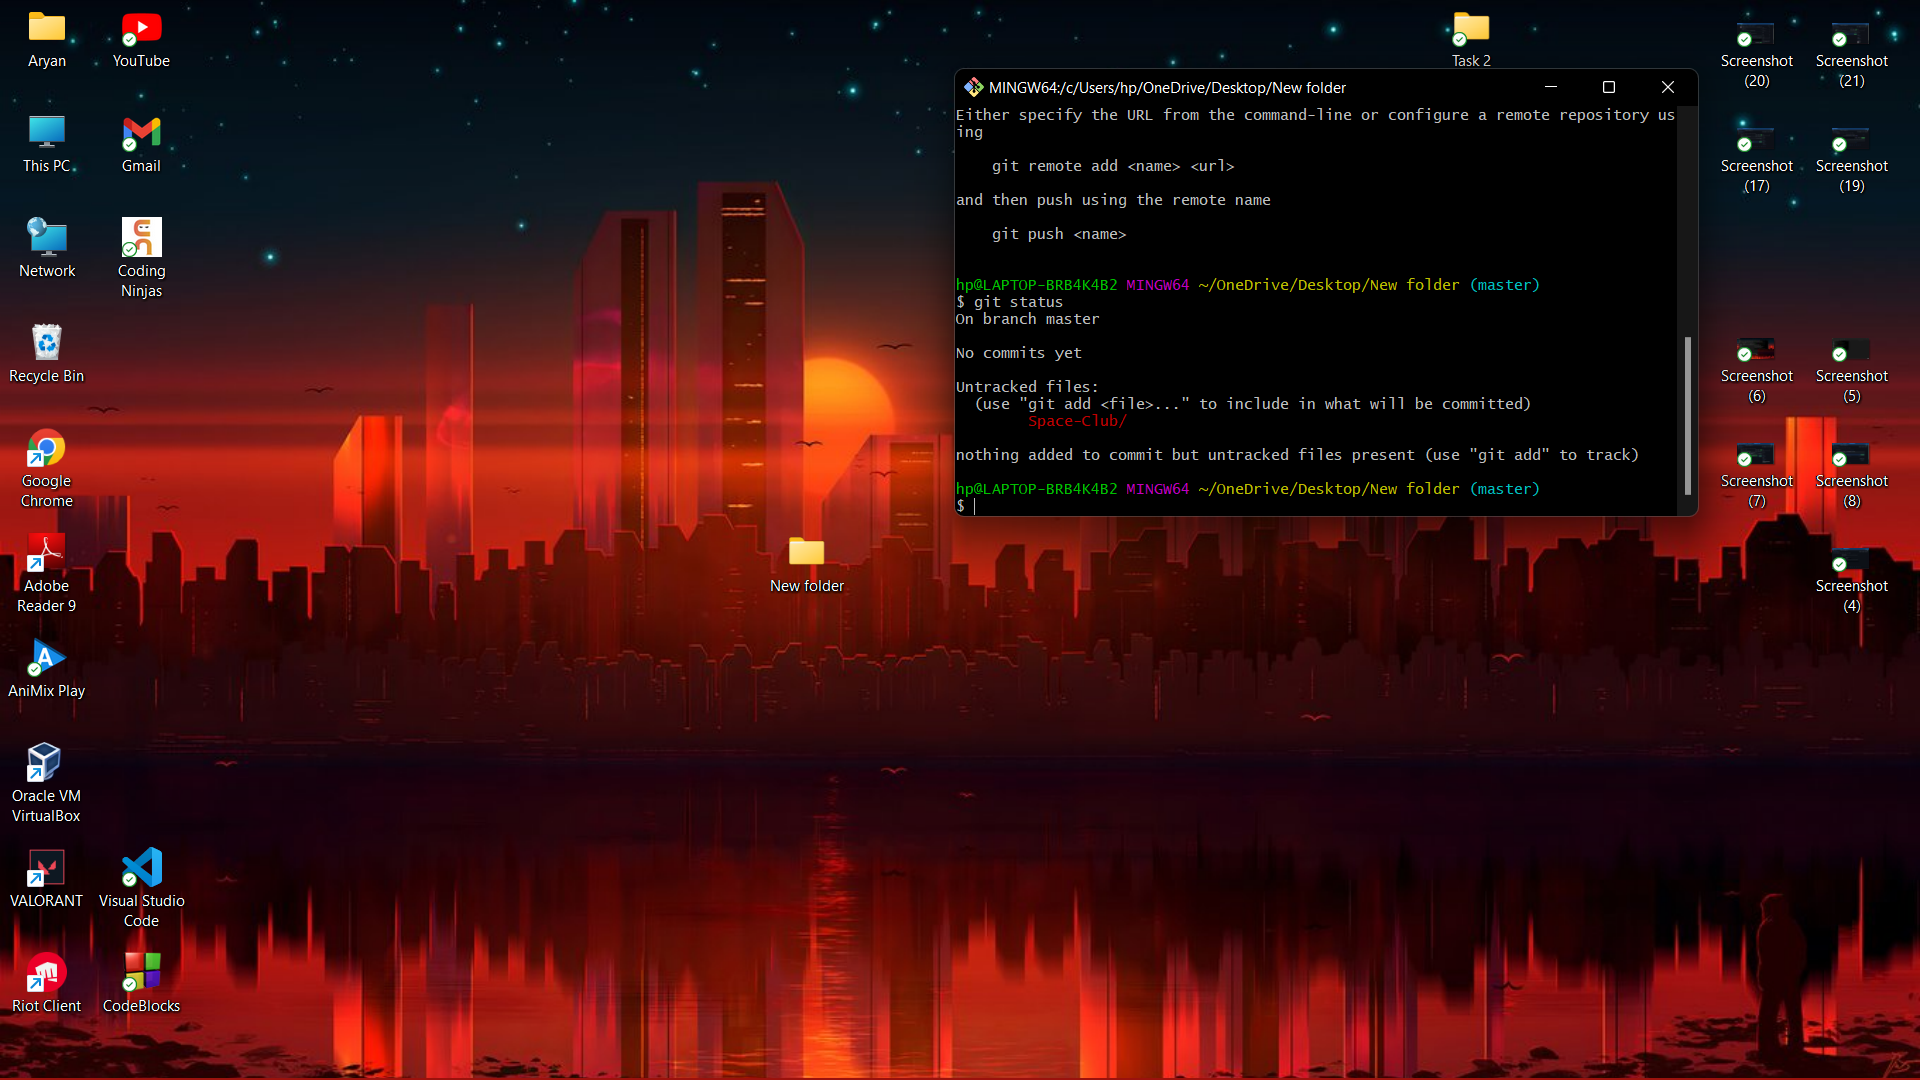 Aryan
YouTube
This PC
Gmail
Network
Coding
Ninjas
Recycle Bin
Google
Chrome
Adobe
Reader 9
AniMix Play
Oracle VM
VirtualBox
VALORANT
Visual Studio
Code
Riot Client
CodeBlocks
New folder
Task 2
MINGW64:/c/Users/hp/OneDrive/Desktop/New folder
Either specify the URL from the command-line or configure a remote repository us
ing
git remote add <name> <url>
and then push using the remote name
git push <name>
hp@LAPTOP-BRB4K4B2 MINGW64 ~/OneDrive/Desktop/New folder (master)
$ git status
On branch master
No commits yet
Untracked files:
(use "git add <file>..." to include in what will be committed)
Space-Club/
nothing added to commit but untracked files present (use "git add" to track)
hp@LAPTOP-BRB4K4B2 MINGW64 ~/OneDrive/Desktop/New folder (master)
$
Screenshot
(20)
Screenshot
(21)
Screenshot
(17)
Screenshot
(19)
Screenshot
(6)
Screenshot
(5)
Screenshot
(7)
Screenshot
(8)
Screenshot
(4)